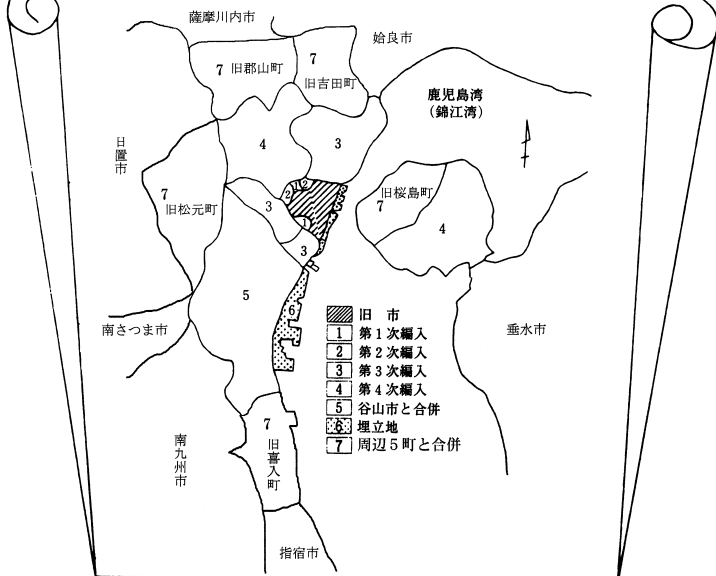 薩摩川内市
姶良市
7 旧郡山町
7
旧吉田町
鹿児島湾
（錦江湾）
日置市
4
3
7
旧松元町
3
2
1
2
1
3
旧桜島町
7
4
5
6
南さつま市
垂水市
旧 市
1 第1次編入
2 第2次編入
3 第3次編入
4 第4次編入
5 谷山市と合併
6 埋立地
7 周辺5町と合併
7
旧喜入町
南九州市
指宿市